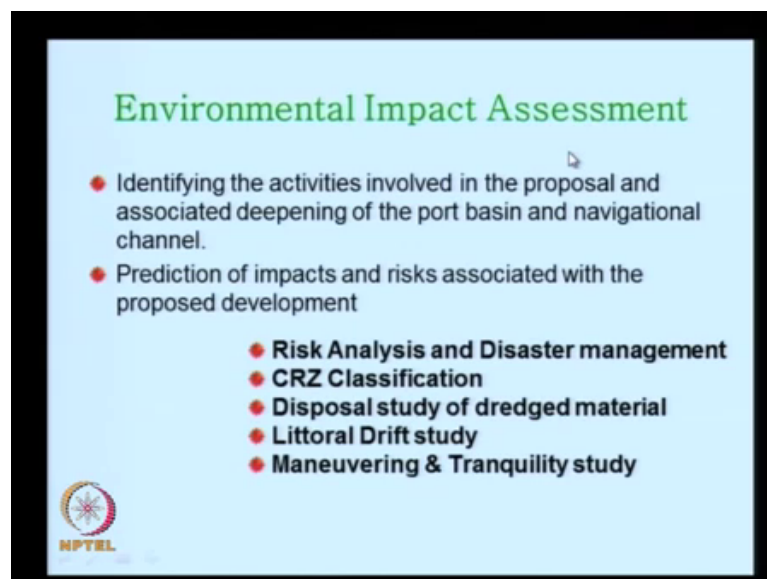 Environmental Impact Assessment
Identifying the activities involved in the proposal and
associated deepening of the port basin and navigational
channel.
Prediction of impacts and risks associated with the
proposed development
Risk Analysis and Disaster management
CRZ Classification
Disposal study of dredged material
Littoral Drift study
Maneuvering & Tranquility study
NPTEL